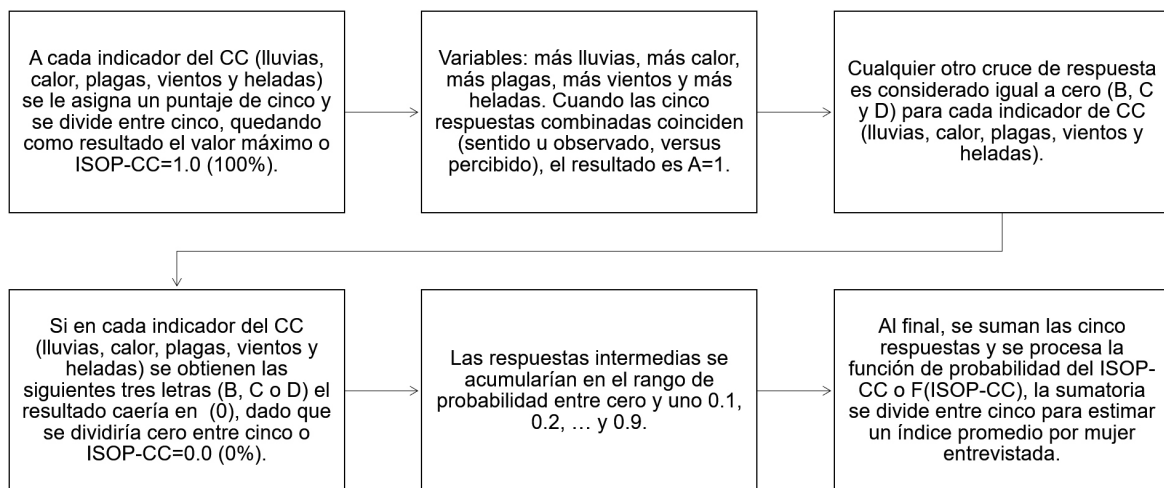 A cada indicador del CC (lluvias,
calor, plagas, vientos y heladas)
se le asigna un puntaje de cinco y
se divide entre cinco, quedando
como resultado el valor máximo o
ISOP-CC=1.0 (100%).
Variables: más lluvias, más calor,
más plagas, más vientos y más
heladas. Cuando las cinco
respuestas combinadas coinciden
(sentido u observado, versus
percibido), el resultado es A=1.
Cualquier otro cruce de respuesta
es considerado igual a cero (B, C
y D) para cada indicador de CC
(lluvias, calor, plagas, vientos y
heladas).
Si en cada indicador del CC
(lluvias, calor, plagas, vientos y
heladas) se obtienen las
siguientes tres letras (B, C o D) el
resultado caería en (0), dado que
se dividiría cero entre cinco o
ISOP-CC=0.0 (0%).
Las respuestas intermedias se
acumularían en el rango de
probabilidad entre cero y uno 0.1,
0.2, … y 0.9.
Al final, se suman las cinco
respuestas y se procesa la
función de probabilidad del ISOP-
CC o F(ISOP-CC), la sumatoria
se divide entre cinco para estimar
un índice promedio por mujer
entrevistada.